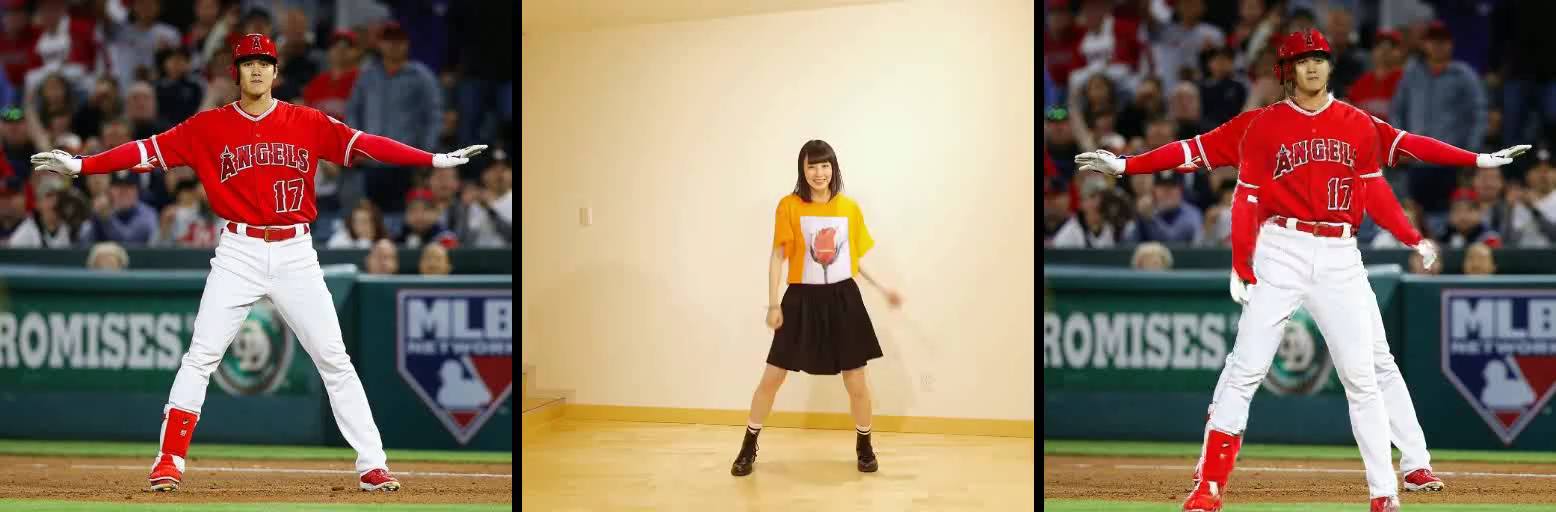 A
ANGELS
17
ROMISES
MLB
NETWORK
A
ANGELS
17
ROMISES
MLB
NETWORK